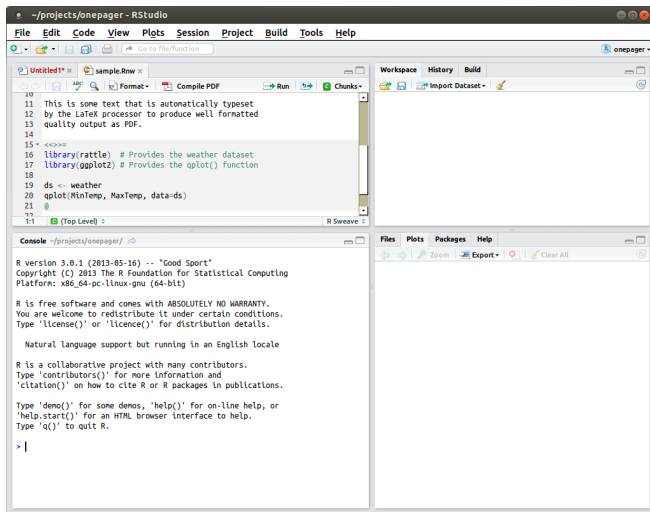 ~/projects/onepager - RStudio
File Edit Code View Plots Session Project Build Tools Help
Go to file/function
onepager
Untitled1* sample.Rnw
ABC Format Compile PDF Run Chunks
10
11 This is some text that is automatically typeset
12 by the LaTeX processor to produce well formatted
13 quality output as PDF.
14
15 <<>>=
16 library(rattle) # Provides the weather dataset
17 library(ggplot2) # Provides the qplot() function
18
19 ds <- weather
20 qplot(MinTemp, MaxTemp, data=ds)
21 @
22
1:1 (Top Level) R Sweave
Console ~/projects/onepager/
R version 3.0.1 (2013-05-16) -- "Good Sport"
Copyright (C) 2013 The R Foundation for Statistical Computing
Platform: x86_64-pc-linux-gnu (64-bit)
R is free software and comes with ABSOLUTELY NO WARRANTY.
You are welcome to redistribute it under certain conditions.
Type 'license()' or 'licence()' for distribution details.
Natural language support but running in an English locale
R is a collaborative project with many contributors.
Type 'contributors()' for more information and
'citation()' on how to cite R or R packages in publications.
Type 'demo()' for some demos, 'help()' for on-line help, or
'help.start()' for an HTML browser interface to help.
Type 'q()' to quit R.
>
Workspace History Build
Import Dataset
Files Plots Packages Help
Zoom Export Clear All